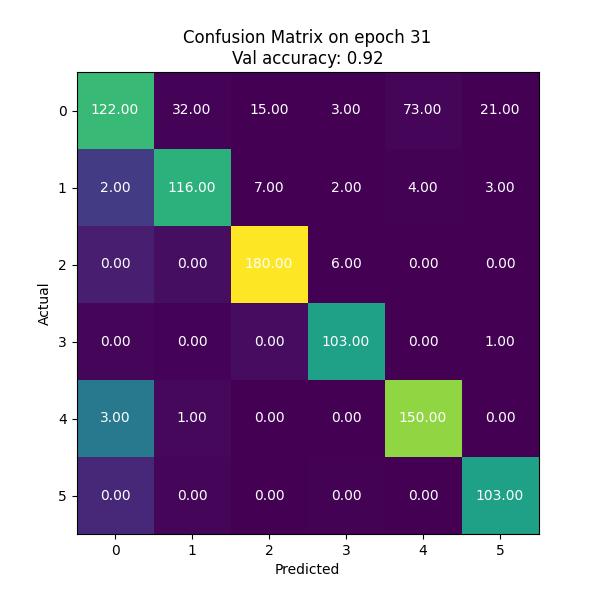 Confusion Matrix on epoch 31
Val accuracy: 0.92
0 122.00 32.00 15.00 3.00 73.00 21.00
1 2.00 116.00 7.00 2.00 4.00 3.00
2 0.00 0.00 180.00 6.00 0.00 0.00
3 0.00 0.00 0.00 103.00 0.00 1.00
4 3.00 1.00 0.00 0.00 150.00 0.00
5 0.00 0.00 0.00 0.00 0.00 103.00
0 1 2 3 4 5
Predicted
Actual